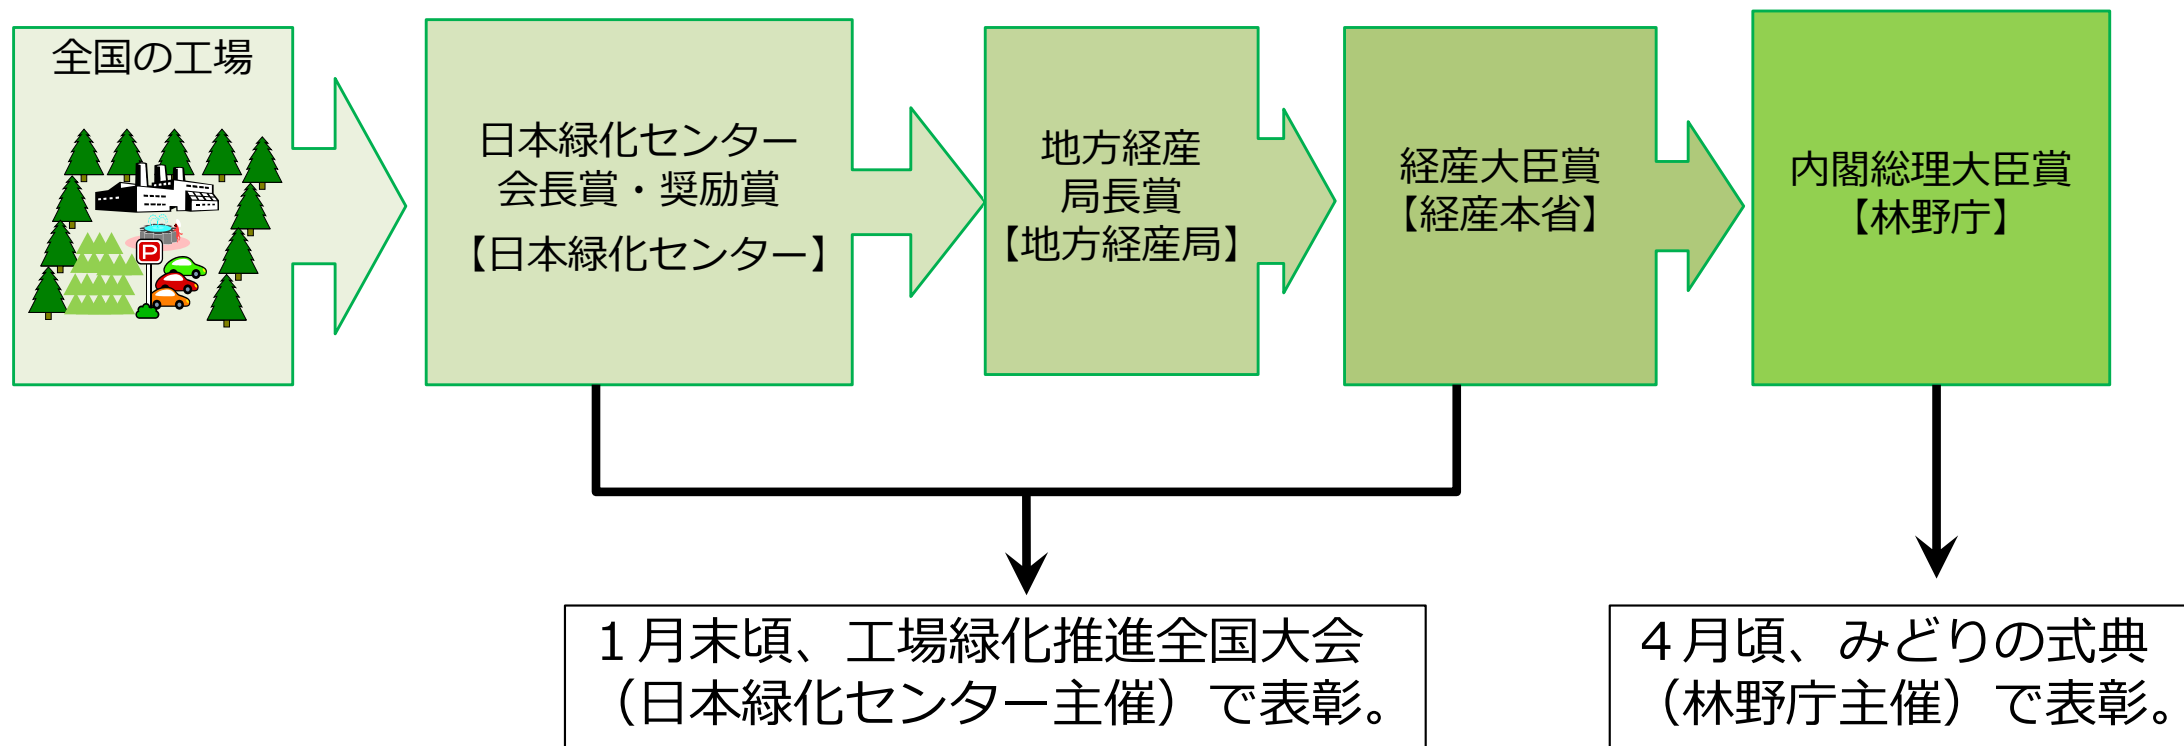 全国の工場
P
日本緑化センター
会長賞・奨励賞
【日本緑化センター】
地方経産
局長賞
【地方経産局】
経産大臣賞
【経産本省】
内閣総理大臣賞
【林野庁】
１月末頃、工場緑化推進全国大会
（日本緑化センター主催）で表彰。
４月頃、みどりの式典
（林野庁主催）で表彰。